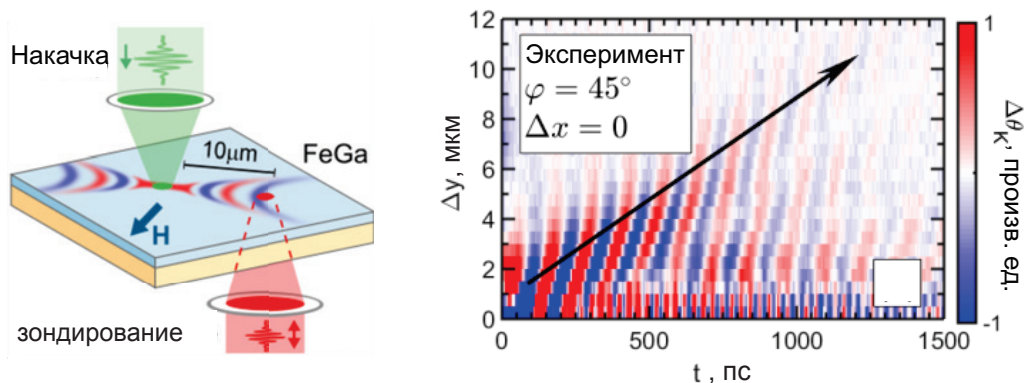 Накачка
10μm
FeGa
H
зондирование
12
10
8
6
4
2
0
Δy, мкм
Эксперимент
φ = 45°
Δx = 0
0
500
1000
1500
t , пс
1
-1
Δθ_K, произв. ед.